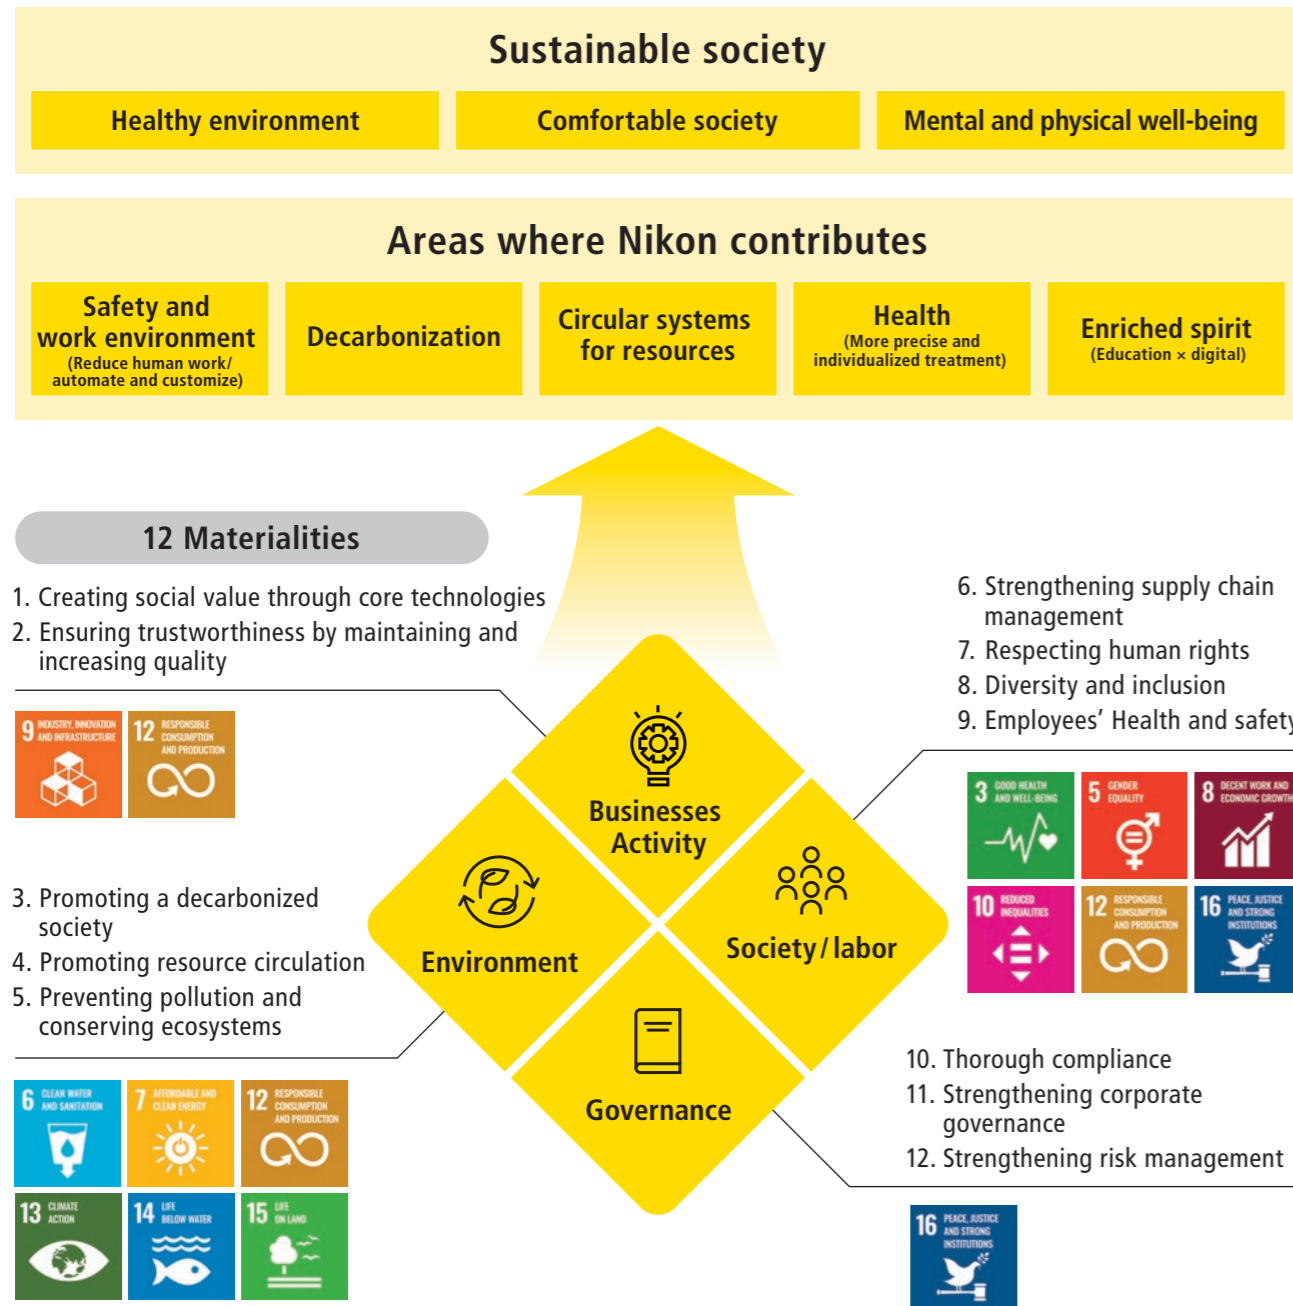 Sustainable society
Healthy environment
Comfortable society
Mental and physical well-being
Areas where Nikon contributes
Safety and
work environment
(Reduce human work/
automate and customize)
Decarbonization
Circular systems
for resources
Health
(More precise and
individualized treatment)
Enriched spirit
(Education × digital)
12 Materialities
1. Creating social value through core technologies
2. Ensuring trustworthiness by maintaining and
increasing quality
9 INDUSTRY, INNOVATION
AND INFRASTRUCTURE
12 RESPONSIBLE
CONSUMPTION
AND PRODUCTION
6. Strengthening supply chain
management
7. Respecting human rights
8. Diversity and inclusion
9. Employees’ Health and safety
3 GOOD HEALTH
AND WELL-BEING
5 GENDER
EQUALITY
8 DECENT WORK AND
ECONOMIC GROWTH
10 REDUCED
INEQUALITIES
12 RESPONSIBLE
CONSUMPTION
AND PRODUCTION
16 PEACE, JUSTICE
AND STRONG
INSTITUTIONS
Businesses
Activity
Environment
Society / labor
Governance
3. Promoting a decarbonized
society
4. Promoting resource circulation
5. Preventing pollution and
conserving ecosystems
6 CLEAN WATER
AND SANITATION
7 AFFORDABLE AND
CLEAN ENERGY
12 RESPONSIBLE
CONSUMPTION
AND PRODUCTION
13 CLIMATE
ACTION
14 LIFE
BELOW WATER
15 LIFE
ON LAND
10. Thorough compliance
11. Strengthening corporate
governance
12. Strengthening risk management
16 PEACE, JUSTICE
AND STRONG
INSTITUTIONS